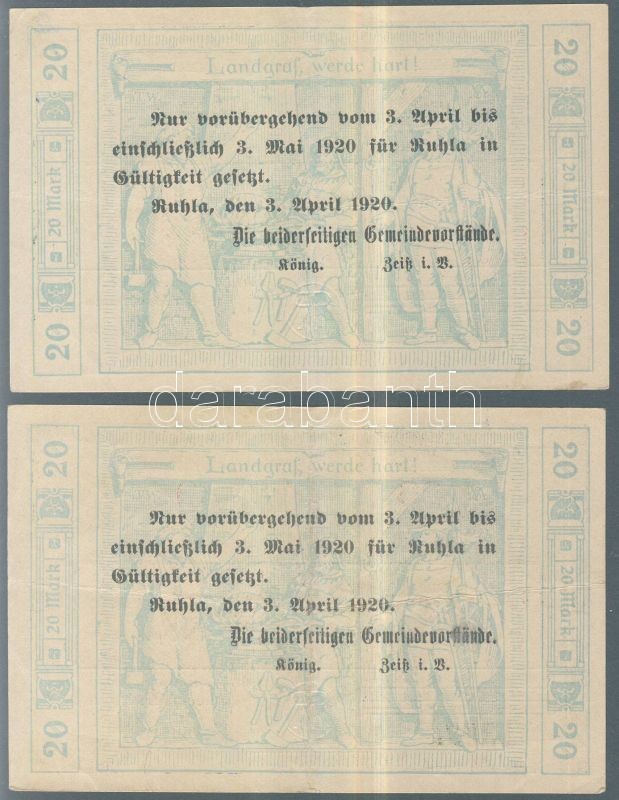 20
20
Landgraf, werde hart!
Nur vorübergehend vom 3. April bis
einschließlich 3. Mai 1920 für Ruhla in
Gültigkeit gesetzt.
Ruhla, den 3. April 1920.
Die beiderseitigen Gemeindevorstände.
König. Zeiß i. V.
20 Mark
20 Mark
20
20
darabanth
20
20
Landgraf, werde hart!
Nur vorübergehend vom 3. April bis
einschließlich 3. Mai 1920 für Ruhla in
Gültigkeit gesetzt.
Ruhla, den 3. April 1920.
Die beiderseitigen Gemeindevorstände.
König. Zeiß i. V.
20 Mark
20 Mark
20
20